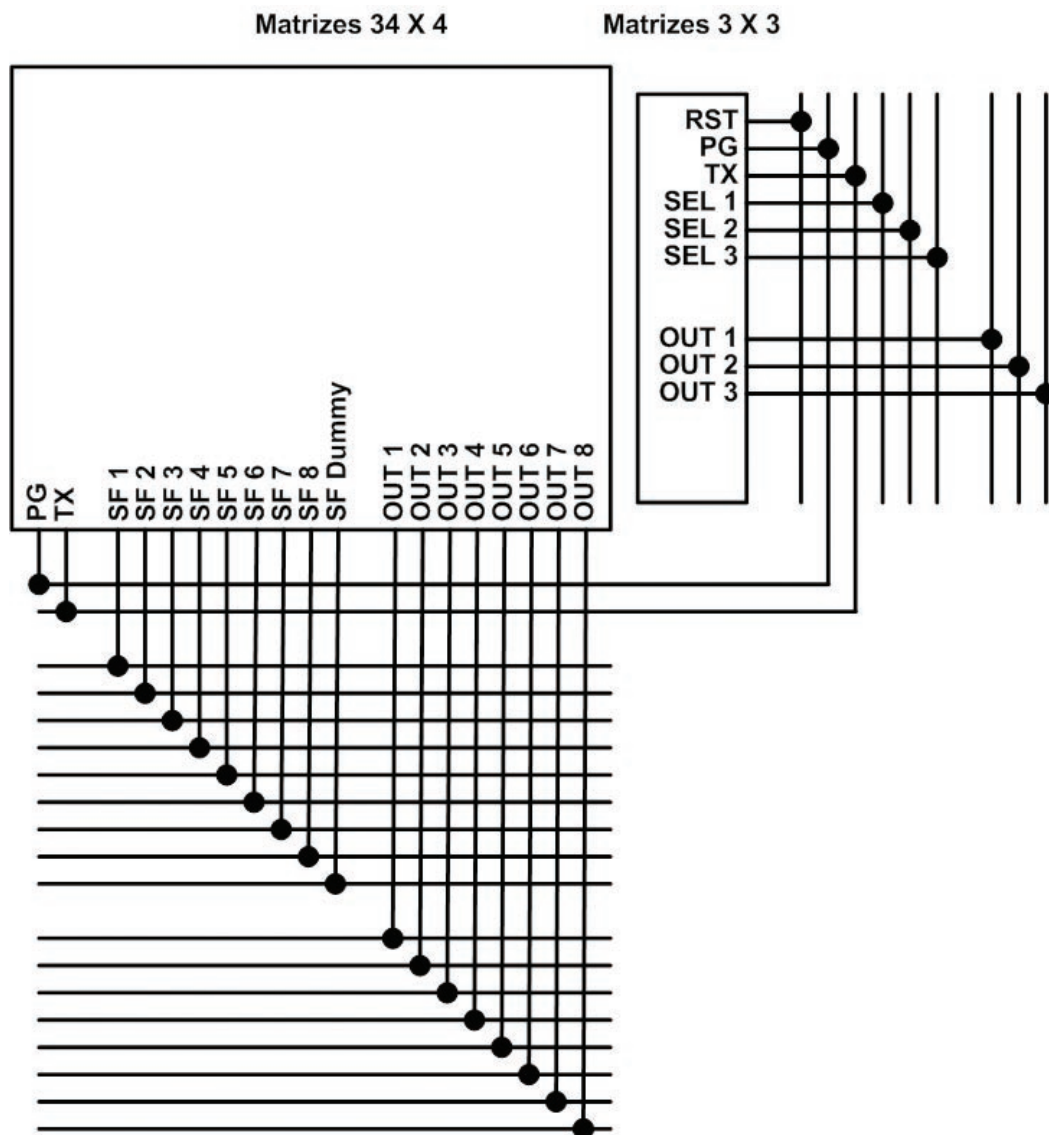 Matrizes 34 X 4
Matrizes 3 X 3
RST
PG
TX
SEL 1
SEL 2
SEL 3
OUT 1
OUT 2
OUT 3
PG
TX
SF 1
SF 2
SF 3
SF 4
SF 5
SF 6
SF 7
SF 8
SF Dummy
OUT 1
OUT 2
OUT 3
OUT 4
OUT 5
OUT 6
OUT 7
OUT 8